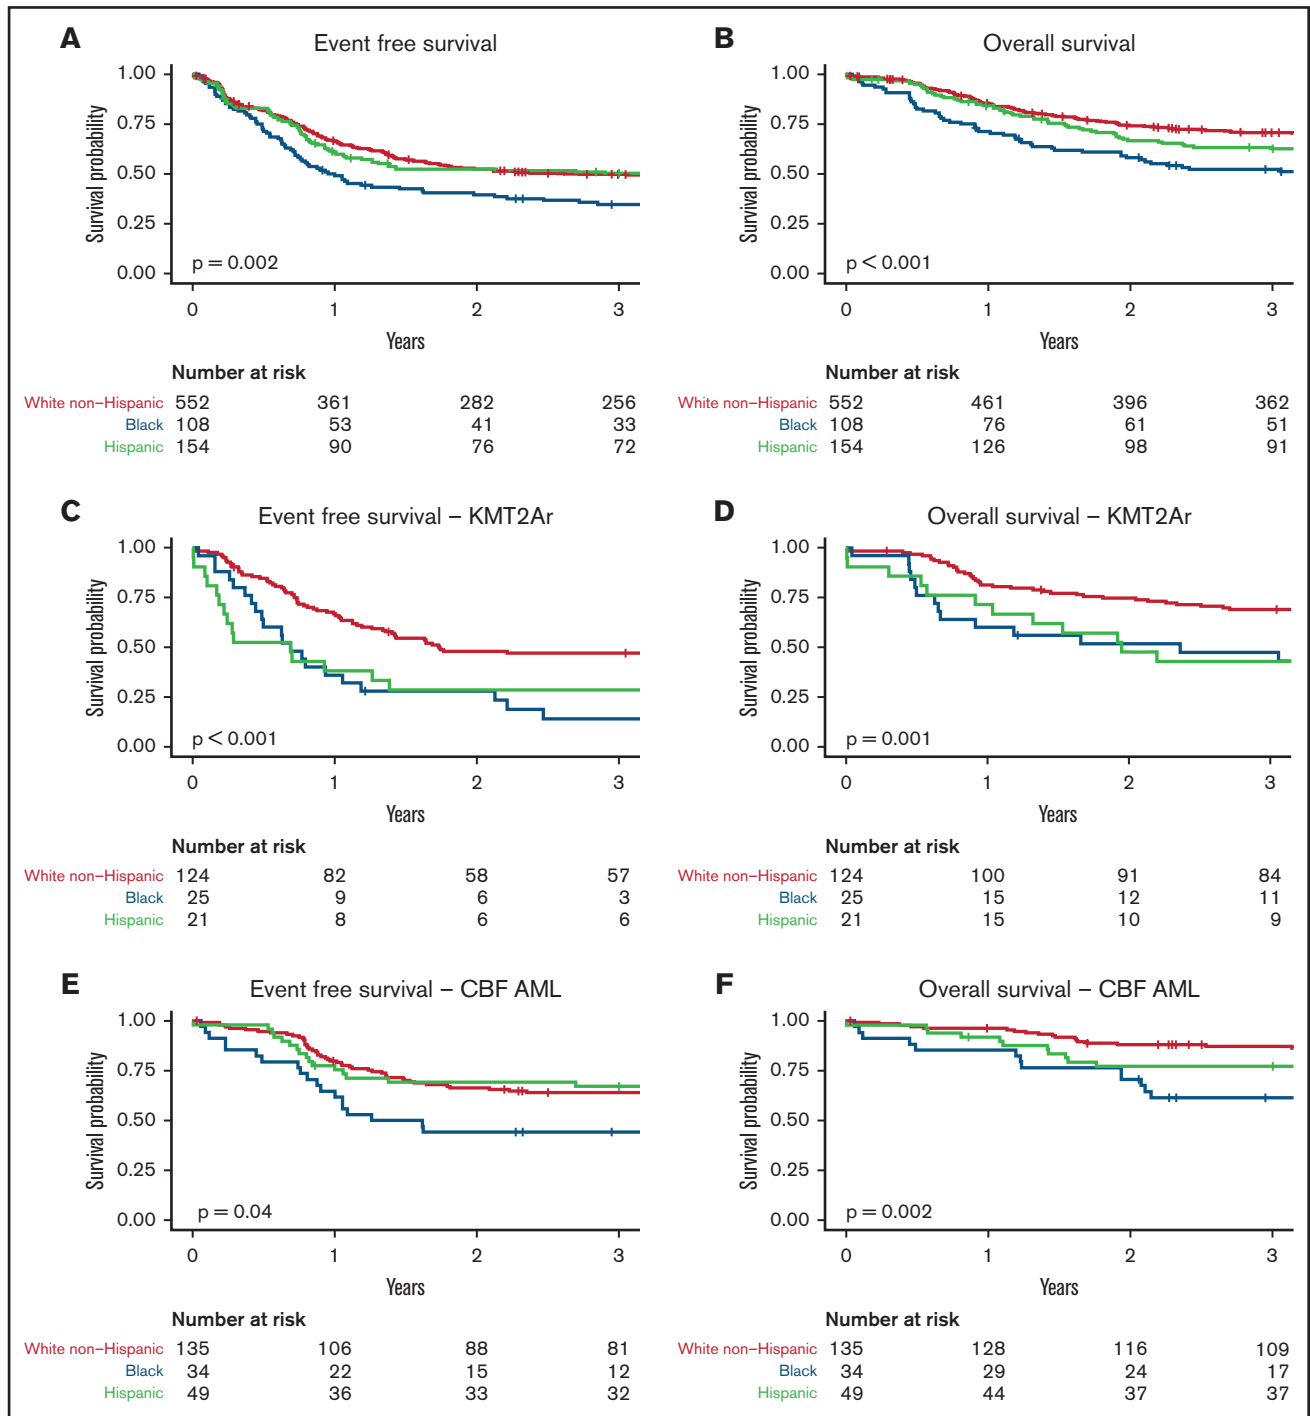 A
Event free survival
1.00
0.75
0.50
0.25
0.00
Survival probability
p = 0.002
0 1 2 3
Years
Number at risk
White non–Hispanic 552 361 282 256
Black 108 53 41 33
Hispanic 154 90 76 72
B
Overall survival
1.00
0.75
0.50
0.25
0.00
Survival probability
p < 0.001
0 1 2 3
Years
Number at risk
White non–Hispanic 552 461 396 362
Black 108 76 61 51
Hispanic 154 126 98 91
C
Event free survival – KMT2Ar
1.00
0.75
0.50
0.25
0.00
Survival probability
p < 0.001
0 1 2 3
Years
Number at risk
White non–Hispanic 124 82 58 57
Black 25 9 6 3
Hispanic 21 8 6 6
D
Overall survival – KMT2Ar
1.00
0.75
0.50
0.25
0.00
Survival probability
p = 0.001
0 1 2 3
Years
Number at risk
White non–Hispanic 124 100 91 84
Black 25 15 12 11
Hispanic 21 15 10 9
E
Event free survival – CBF AML
1.00
0.75
0.50
0.25
0.00
Survival probability
p = 0.04
0 1 2 3
Years
Number at risk
White non–Hispanic 135 106 88 81
Black 34 22 15 12
Hispanic 49 36 33 32
F
Overall survival – CBF AML
1.00
0.75
0.50
0.25
0.00
Survival probability
p = 0.002
0 1 2 3
Years
Number at risk
White non–Hispanic 135 128 116 109
Black 34 29 24 17
Hispanic 49 44 37 37